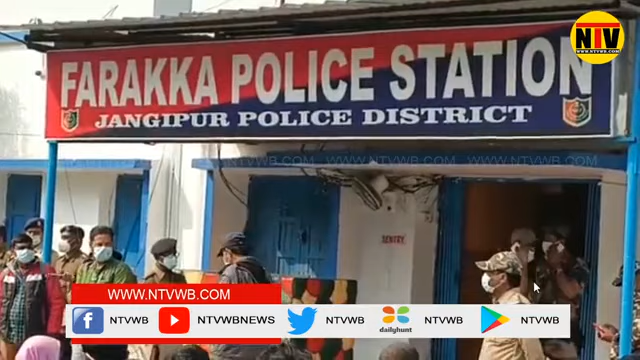 NTV
WWW.NTVWB.COM
FARAKKA POLICE STATION
JANGIPUR POLICE DISTRICT
WWW.NTVWB.COM WWW.NTVWB.COM
SENTRY
WWW.NTVWB.COM
NTVWB NTVWBNEWS NTVWB dailyhunt NTVWB NTVWB